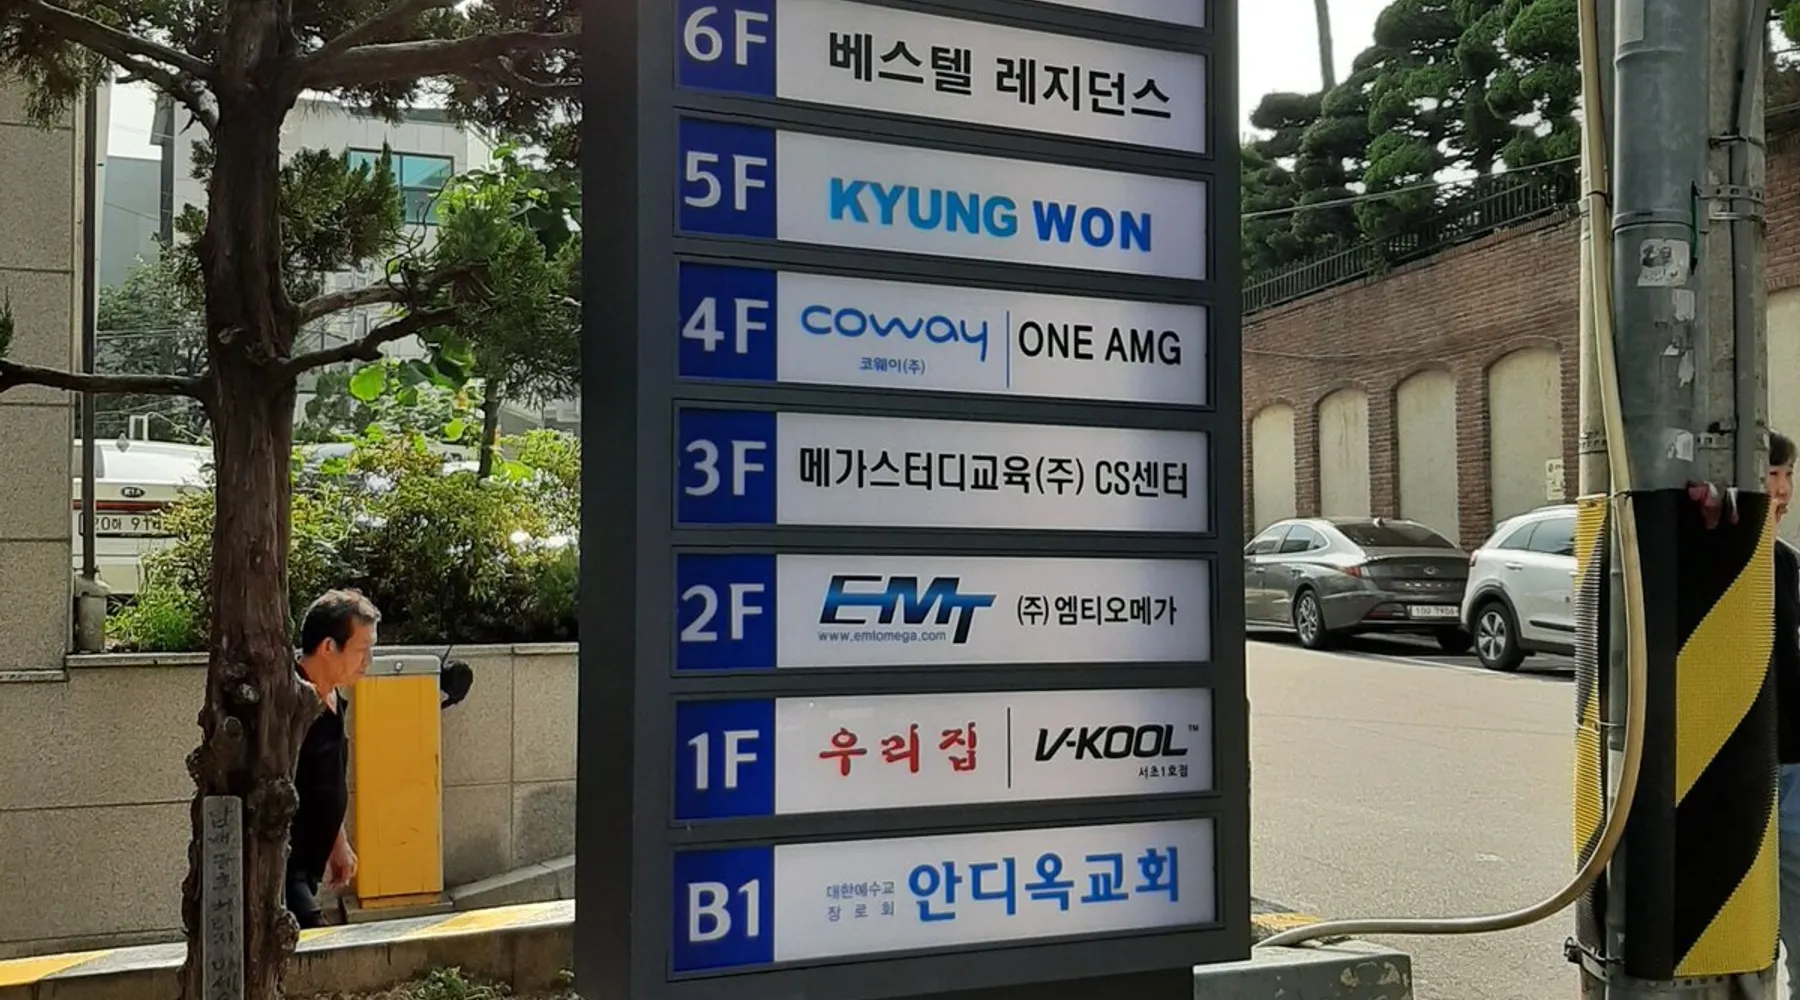 6F 베스텔 레지던스
5F KYUNG WON
4F coway ONE AMG
코웨이(주)
3F 메가스터디교육(주) CS센터
2F EMT (주)엠티오메가
www.emtomega.com
1F 우리집 V-KOOL™
서초1호점
B1 대한예수교 안디옥교회
장로회
KIA